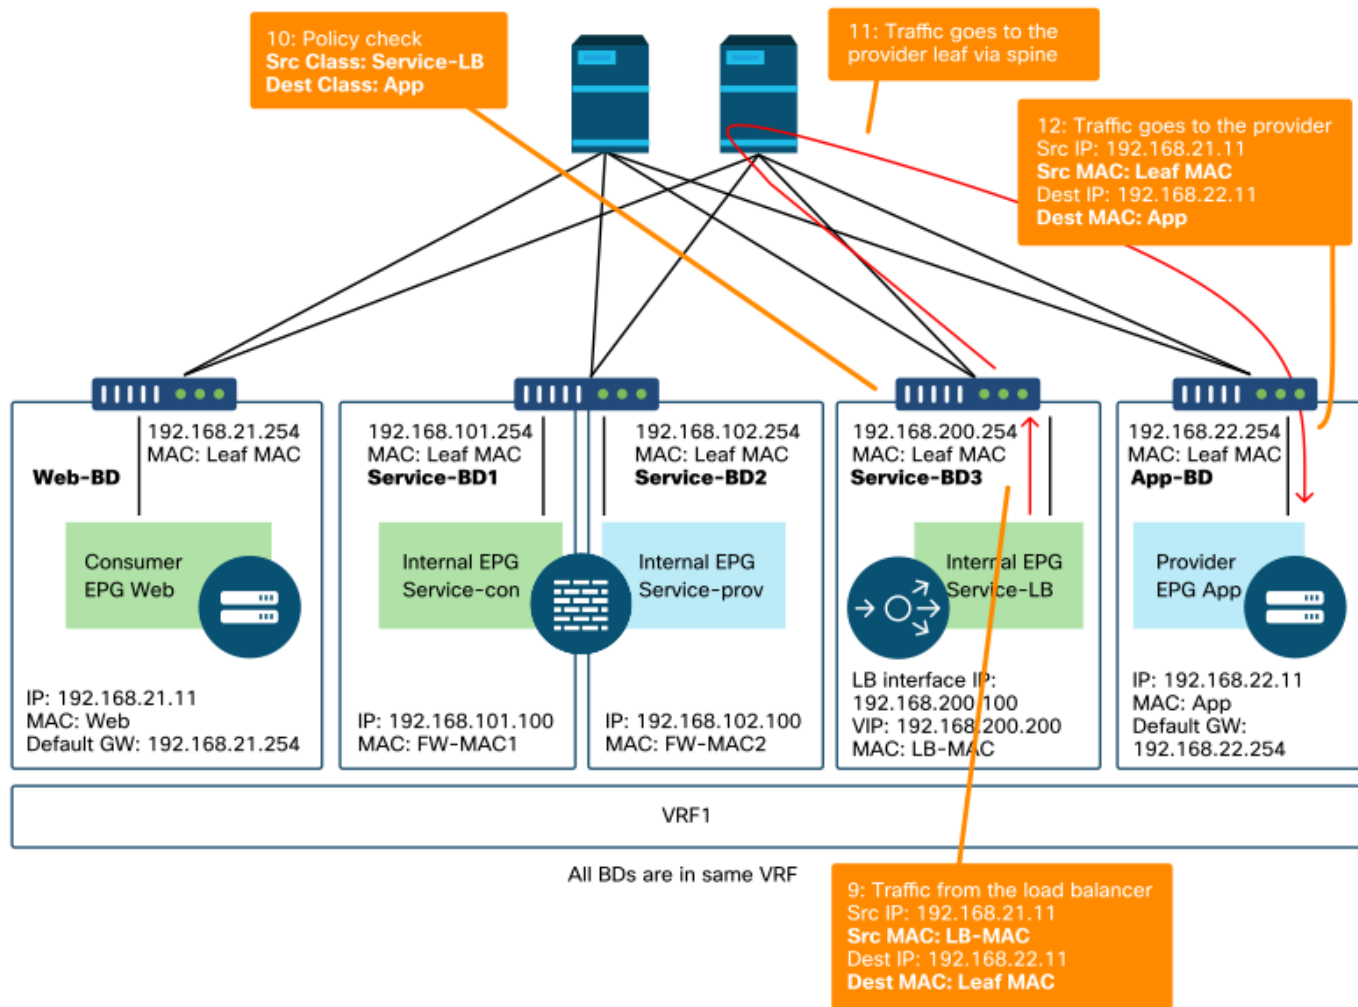 10: Policy check
Src Class: Service-LB
Dest Class: App
11: Traffic goes to the
provider leaf via spine
12: Traffic goes to the provider
Src IP: 192.168.21.11
Src MAC: Leaf MAC
Dest IP: 192.168.22.11
Dest MAC: App
192.168.21.254
MAC: Leaf MAC
Web-BD
Consumer
EPG Web
IP: 192.168.21.11
MAC: Web
Default GW: 192.168.21.254
192.168.101.254
MAC: Leaf MAC
Service-BD1
Internal EPG
Service-con
IP: 192.168.101.100
MAC: FW-MAC1
192.168.102.254
MAC: Leaf MAC
Service-BD2
Internal EPG
Service-prov
IP: 192.168.102.100
MAC: FW-MAC2
192.168.200.254
MAC: Leaf MAC
Service-BD3
Internal EPG
Service-LB
LB interface IP:
192.168.200.100
VIP: 192.168.200.200
MAC: LB-MAC
192.168.22.254
MAC: Leaf MAC
App-BD
Provider
EPG App
IP: 192.168.22.11
MAC: App
Default GW:
192.168.22.254
VRF1
All BDs are in same VRF
9: Traffic from the load balancer
Src IP: 192.168.21.11
Src MAC: LB-MAC
Dest IP: 192.168.22.11
Dest MAC: Leaf MAC